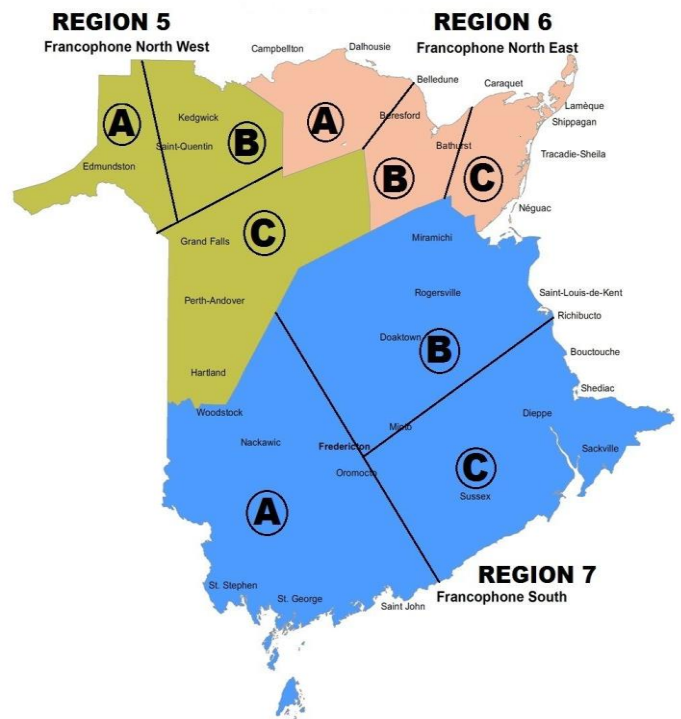 REGION 5
Francophone North West
REGION 6
Francophone North East
Campbellton
Dalhousie
Belledune
Caraquet
Lamèque
Shippagan
Beresford
Kedgwick
Saint-Quentin
Bathurst
Tracadie-Sheila
Edmundston
Néguac
A
B
A
B
C
C
Grand Falls
Miramichi
Perth-Andover
Rogersville
Saint-Louis-de-Kent
Richibucto
Doaktown
B
Bouctouche
Hartland
Shediac
Woodstock
Dieppe
Minto
Nackawic
Fredericton
Sackville
Oromocto
C
Sussex
A
REGION 7
Francophone South
St. Stephen
St. George
Saint John